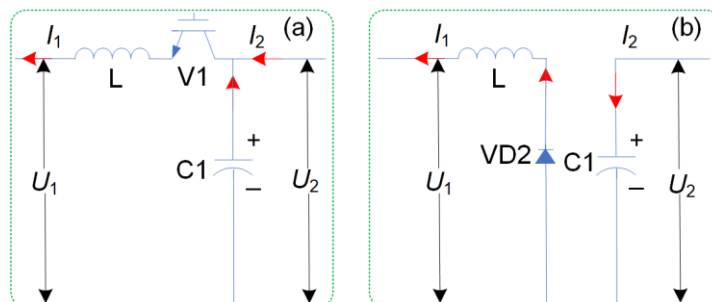 I1
I2
(a)
L
V1
+
C1
–
U1
U2
I1
I2
(b)
L
VD2
+
C1
–
U1
U2